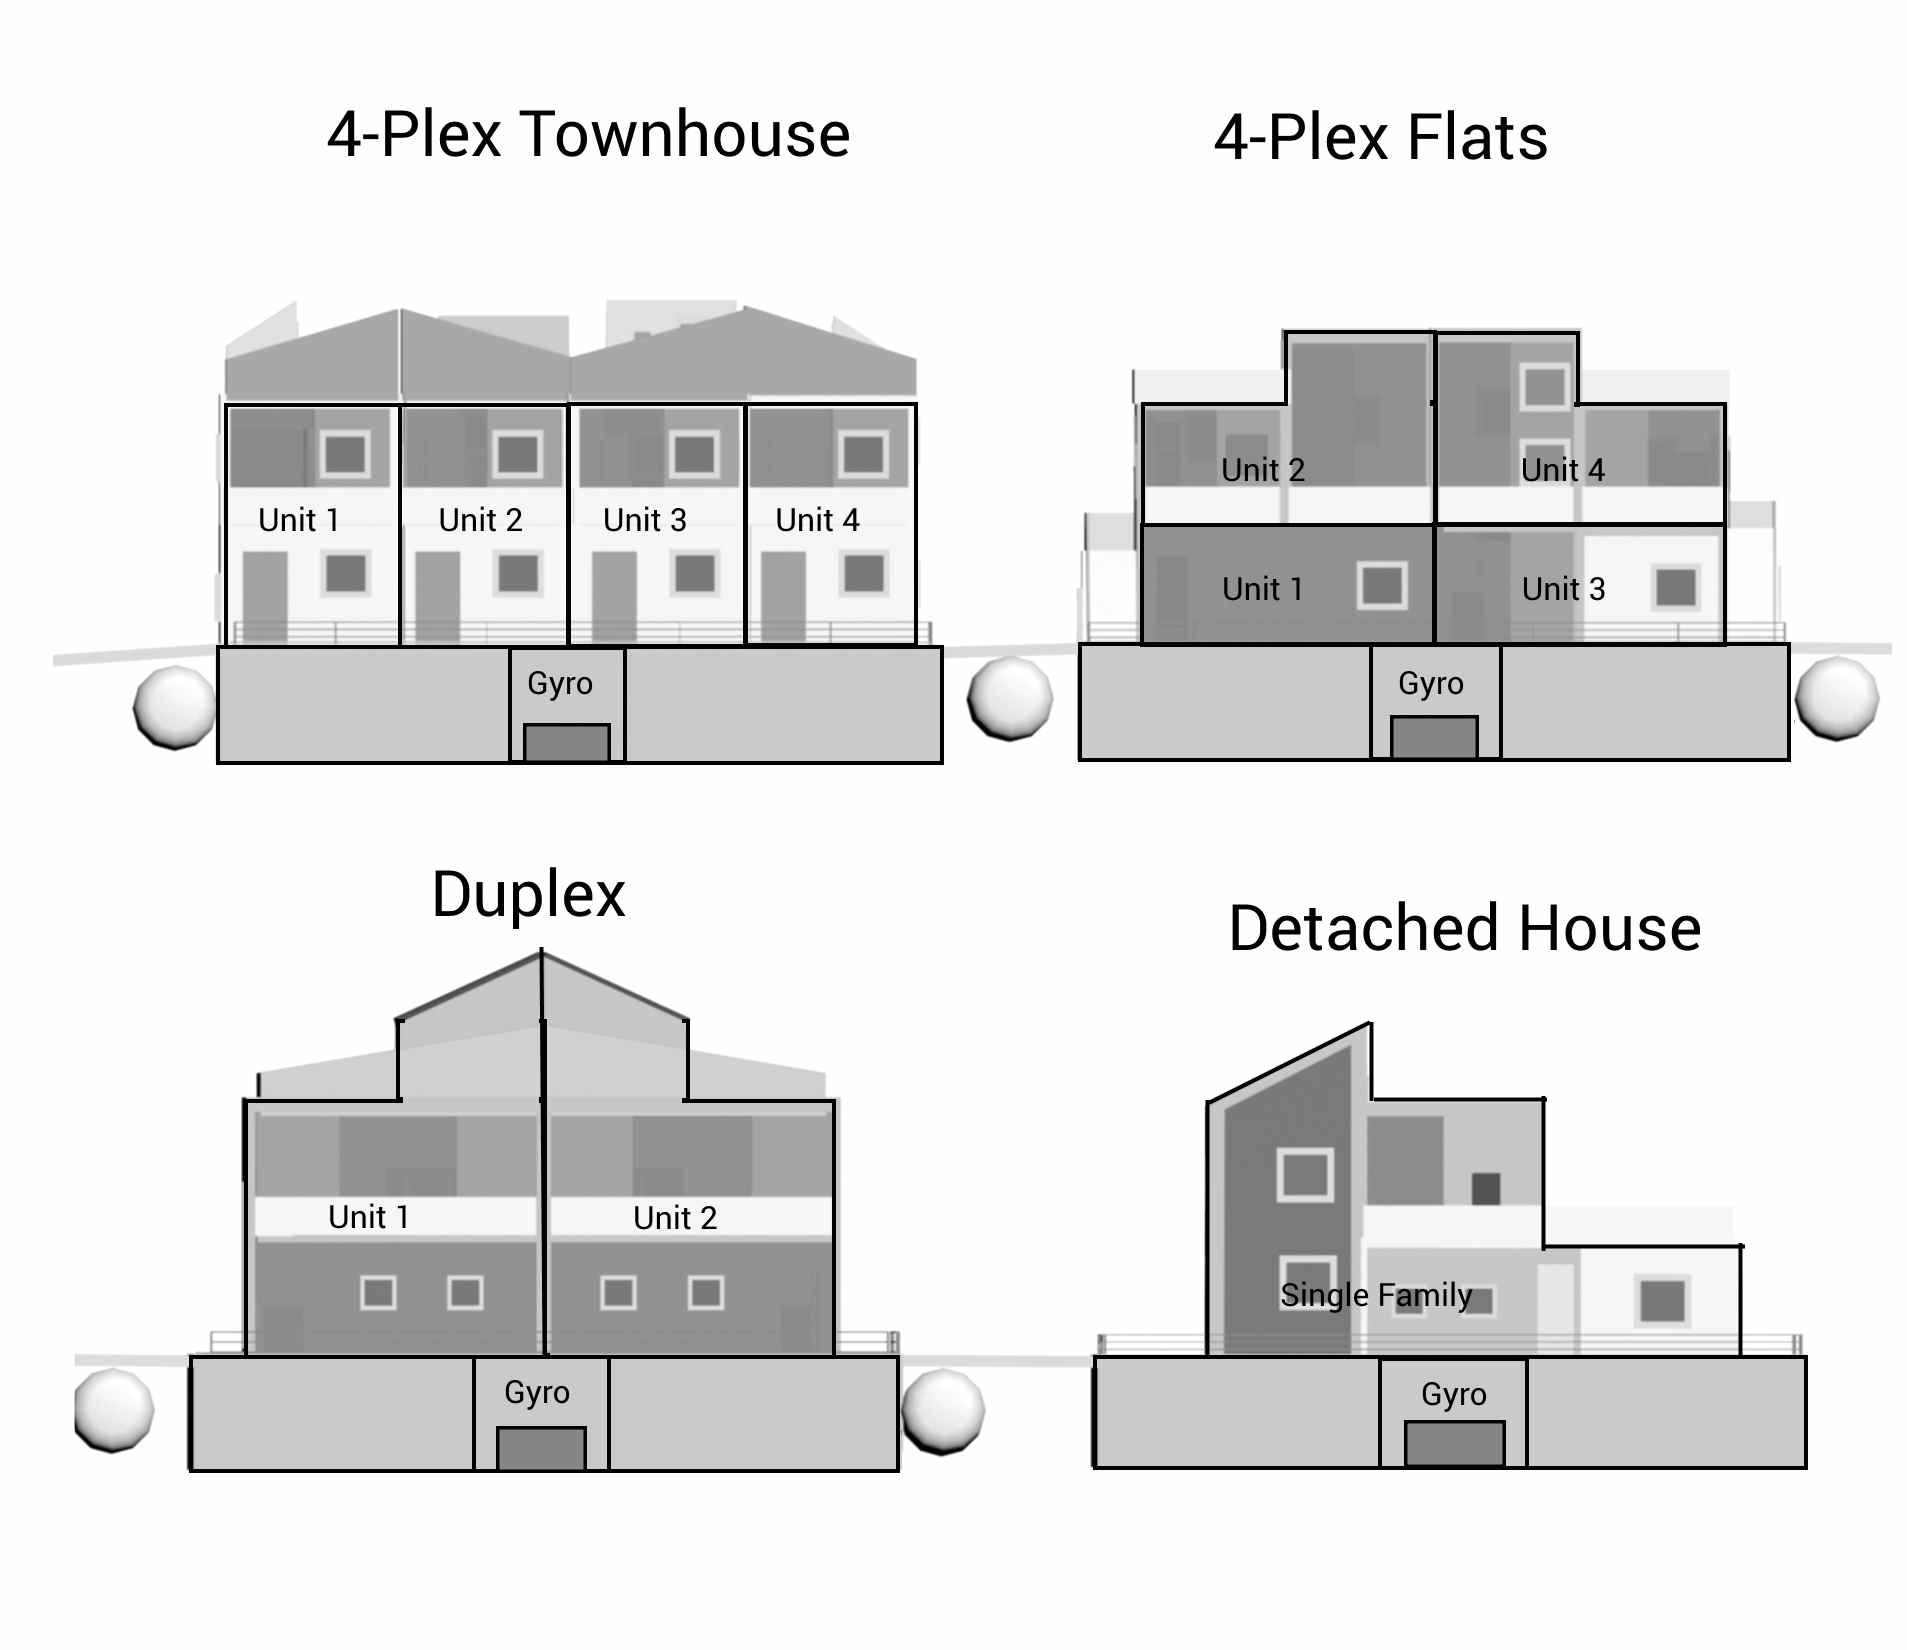 4-Plex Townhouse
4-Plex Flats
Unit 1
Unit 2
Unit 3
Unit 4
Gyro
Unit 2
Unit 4
Unit 1
Unit 3
Gyro
Duplex
Detached House
Unit 1
Unit 2
Gyro
Single Family
Gyro